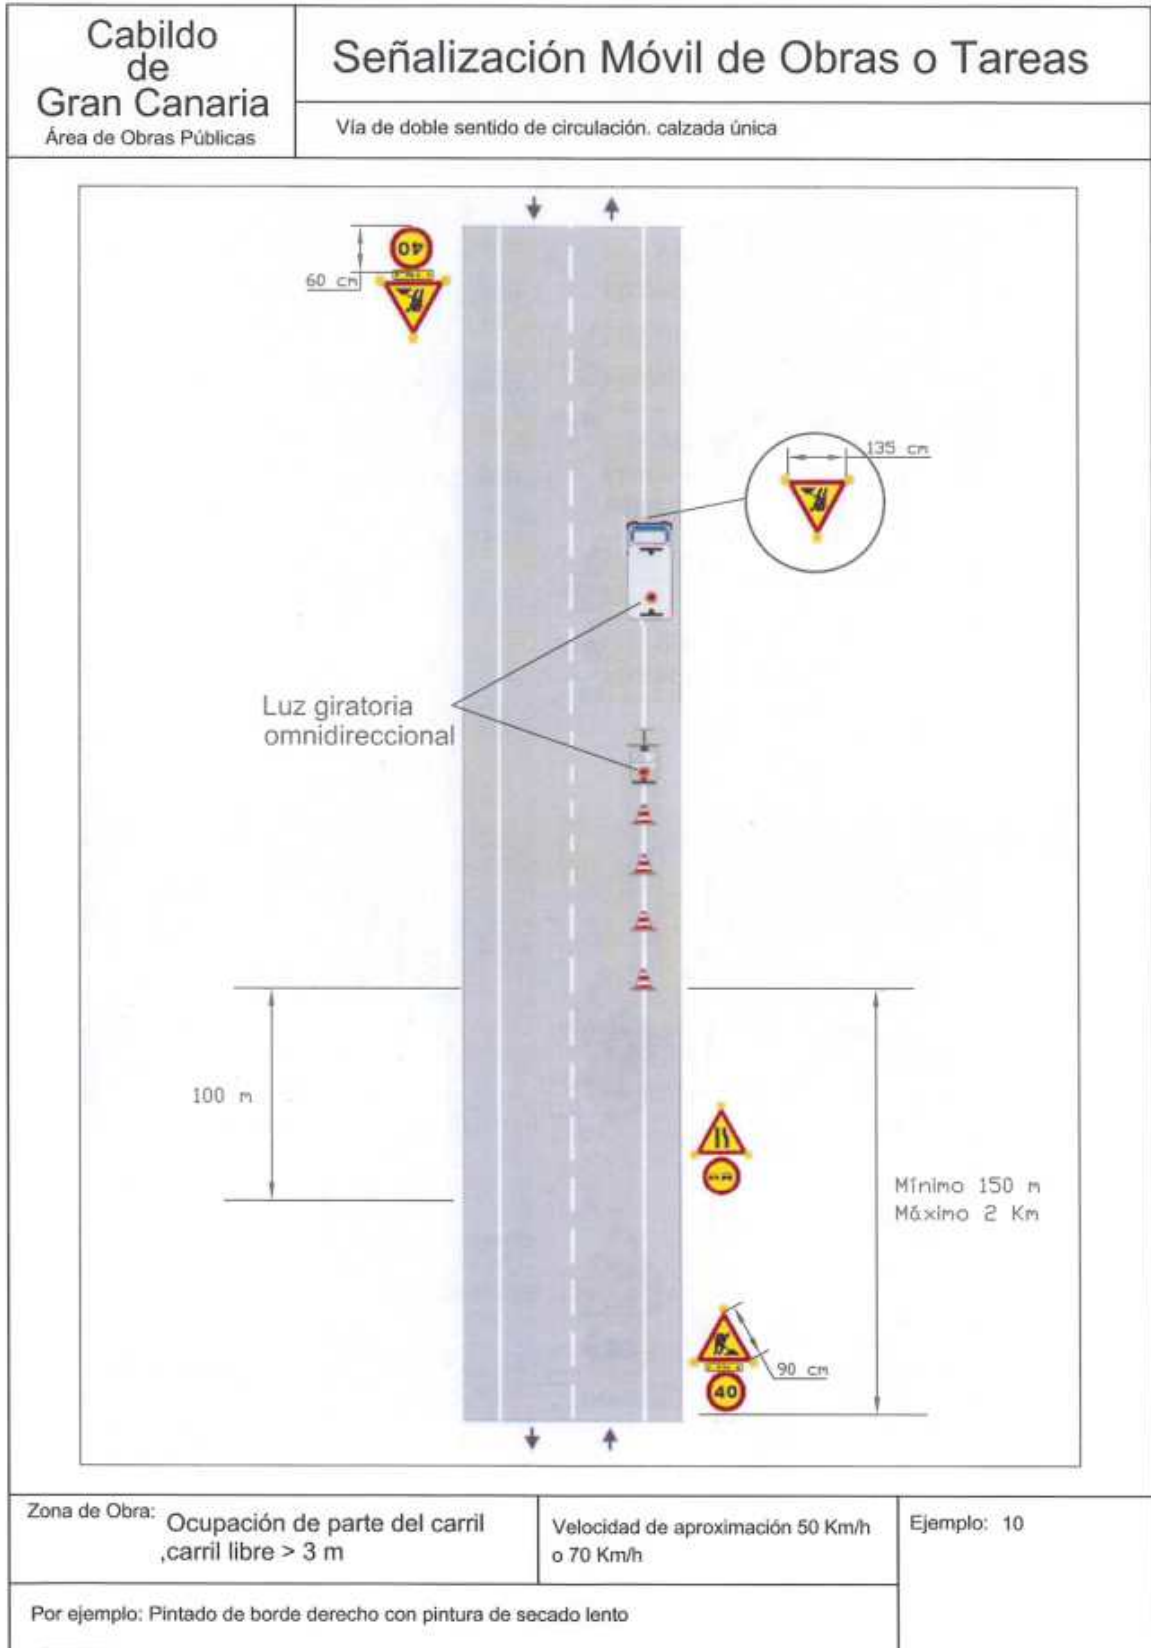 Cabildo
de
Gran Canaria
Área de Obras Públicas
Señalización Móvil de Obras o Tareas
Vía de doble sentido de circulación. calzada única
40
60 cm
135 cm
Luz giratoria
omnidireccional
100 m
Mínimo 150 m
Máximo 2 Km
90 cm
40
Zona de Obra:
Ocupación de parte del carril
,carril libre > 3 m
Velocidad de aproximación 50 Km/h
o 70 Km/h
Ejemplo: 10
Por ejemplo: Pintado de borde derecho con pintura de secado lento